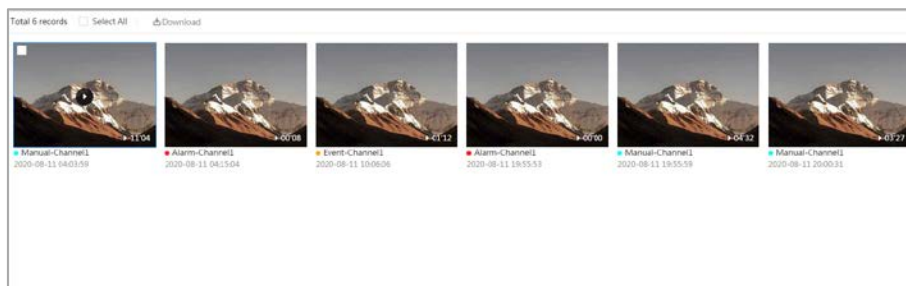 Total 6 records Select All Download
11:04 00:08 01:12 00:00 04:32 03:27
Manual-Channel1 Alarm-Channel1 Event-Channel1 Alarm-Channel1 Manual-Channel1 Manual-Channel1
2020-08-11 04:03:59 2020-08-11 04:15:04 2020-08-11 10:06:06 2020-08-11 19:55:53 2020-08-11 19:55:59 2020-08-11 20:00:31